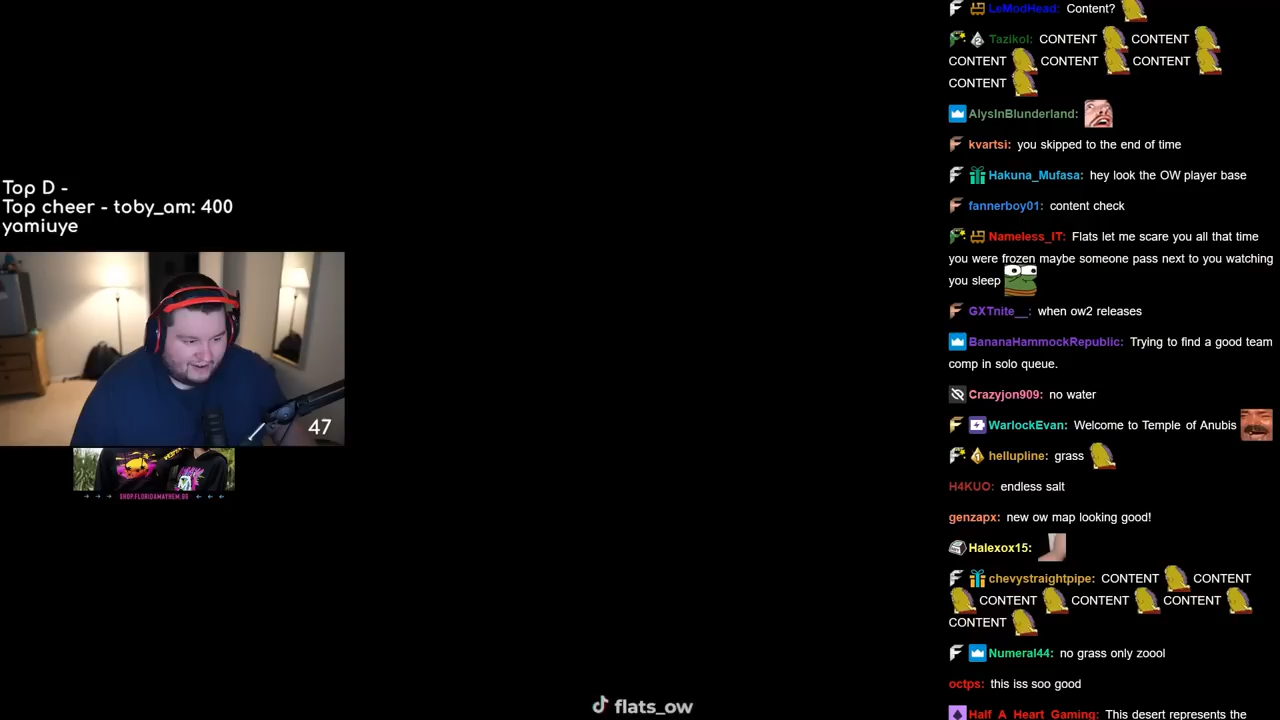 Top D -
Top cheer - toby_am: 400
yamiuye
47
SHOP.FLORIDAMAYHEM.GG
flats_ow
LeModHead: Content?
Tazikol: CONTENT CONTENT
CONTENT CONTENT CONTENT
CONTENT
AlysInBlunderland:
kvartsi: you skipped to the end of time
Hakuna_Mufasa: hey look the OW player base
fannerboy01: content check
Nameless_IT: Flats let me scare you all that time
you were frozen maybe someone pass next to you watching
you sleep
GXTnite__: when ow2 releases
BananaHammockRepublic: Trying to find a good team
comp in solo queue.
Crazyjon909: no water
WarlockEvan: Welcome to Temple of Anubis
hellupline: grass
H4KUO: endless salt
genzapx: new ow map looking good!
Halexox15:
chevystraightpipe: CONTENT CONTENT
CONTENT CONTENT CONTENT
CONTENT
Numeral44: no grass only zoool
octps: this iss soo good
Half_A_Heart_Gaming: This desert represents the